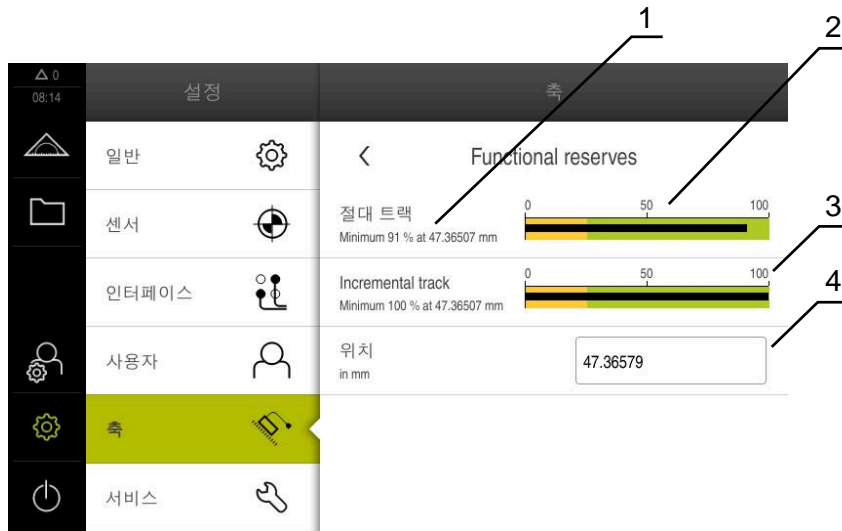 1
2
△ 0
08:14
설정
축
일반
Functional reserves
절대 트랙
Minimum 91 % at 47.36507 mm
0 50 100
센서
3
Incremental track
Minimum 100 % at 47.36507 mm
0 50 100
인터페이스
4
위치
in mm
47.36579
사용자
축
서비스